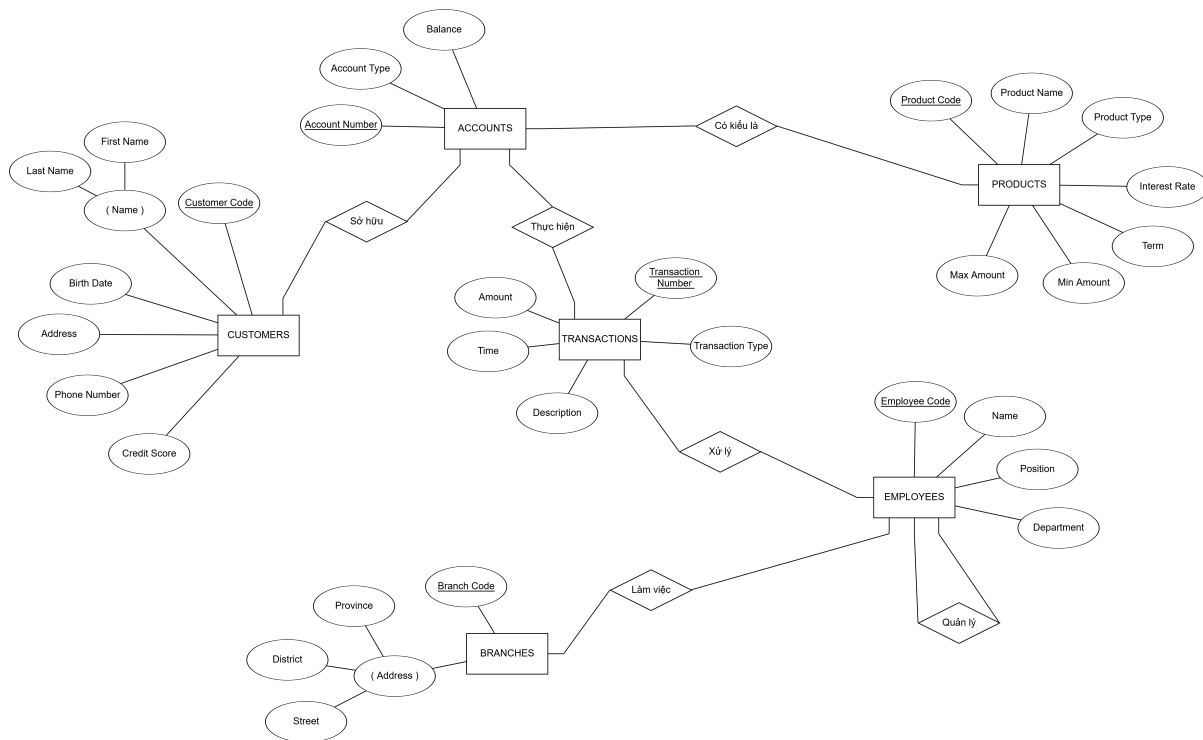 Balance
Account Type
Account Number
ACCOUNTS
Có kiểu là
Product Code
Product Name
Product Type
PRODUCTS
Interest Rate
Term
Min Amount
Max Amount
First Name
Last Name
( Name )
Customer Code
Sở hữu
Thực hiện
Birth Date
Address
CUSTOMERS
Phone Number
Credit Score
Transaction
Number
Amount
Time
TRANSACTIONS
Transaction Type
Description
Xử lý
Employee Code
Name
Position
EMPLOYEES
Department
Quản lý
Làm việc
Branch Code
Province
BRANCHES
District
( Address )
Street